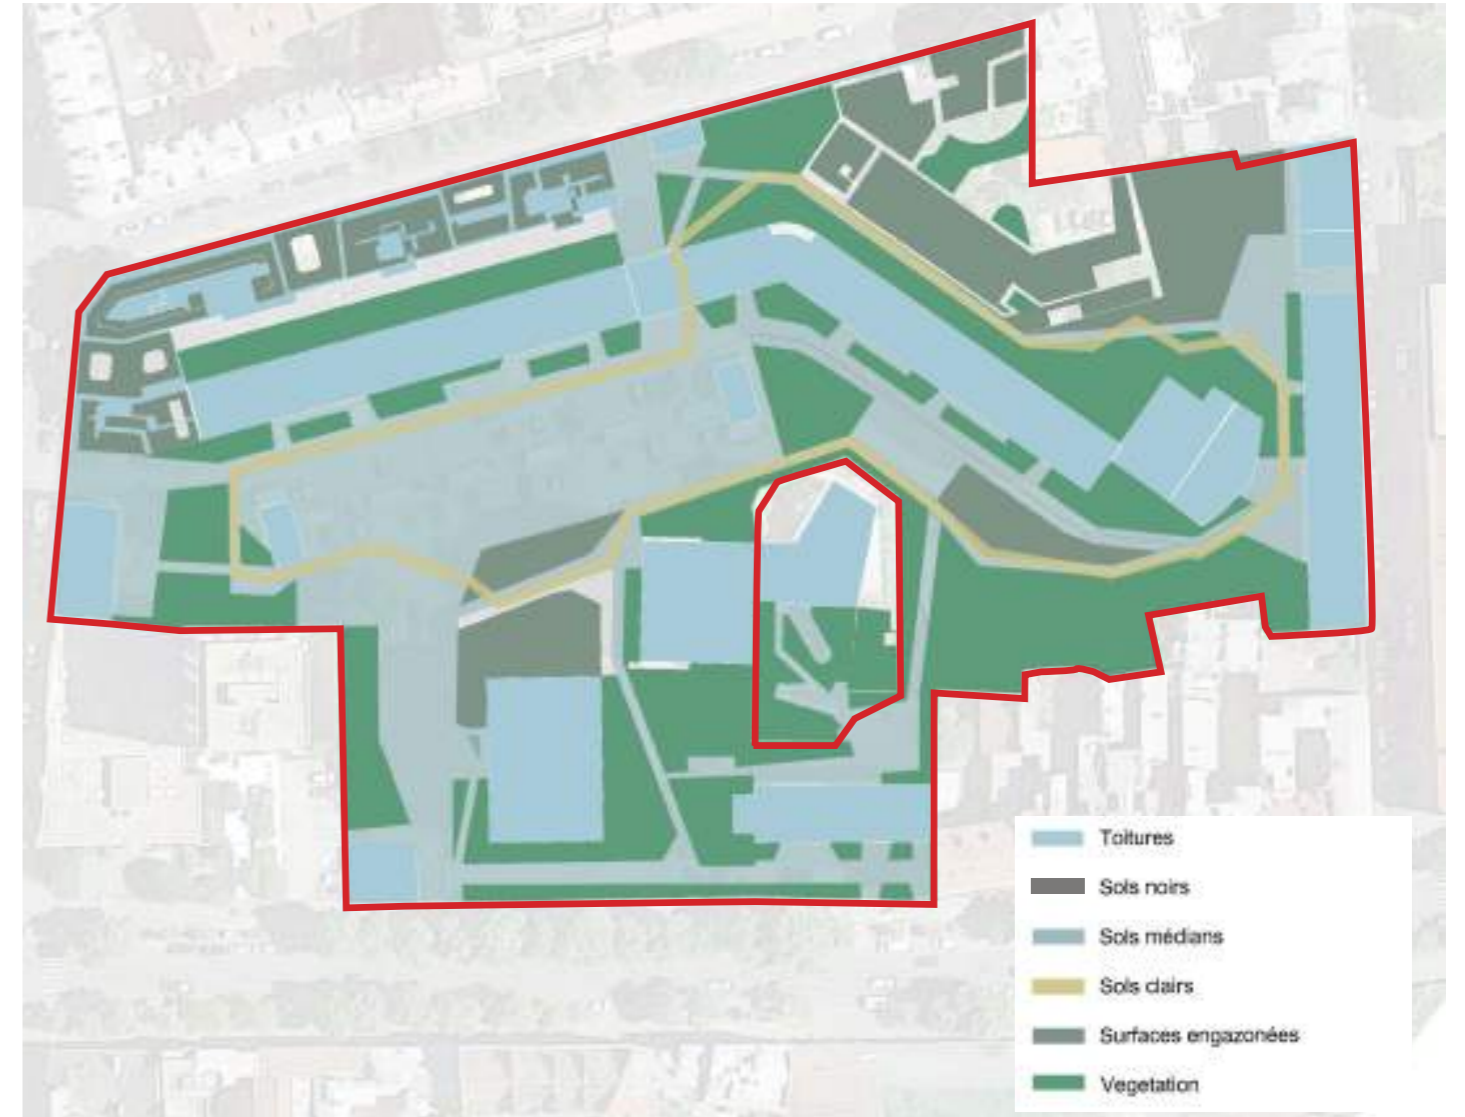 Toitures
Sols noirs
Sols médians
Sols clairs
Surfaces engazonées
Vegetation